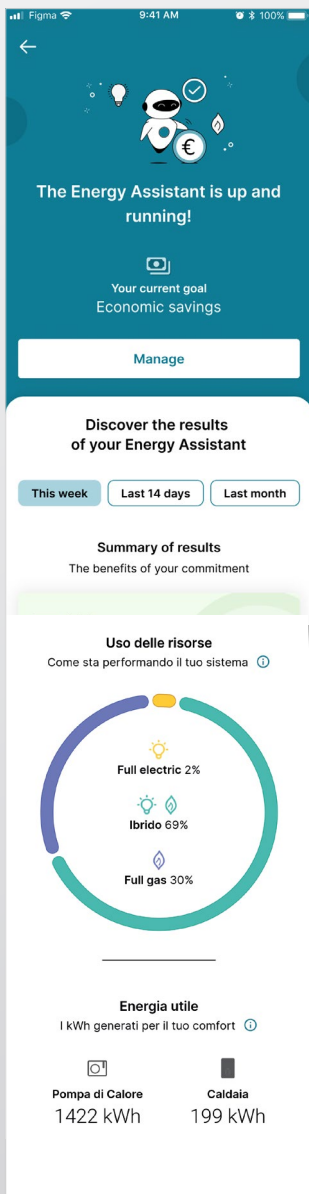 Figma 9:41 AM 100%
€
The Energy Assistant is up and
running!
Your current goal
Economic savings
Manage
Discover the results
of your Energy Assistant
This week Last 14 days Last month
Summary of results
The benefits of your commitment
Uso delle risorse
Come sta performando il tuo sistema
Full electric 2%
Ibrido 69%
Full gas 30%
Energia utile
I kWh generati per il tuo comfort
Pompa di Calore Caldaia
1422 kWh 199 kWh